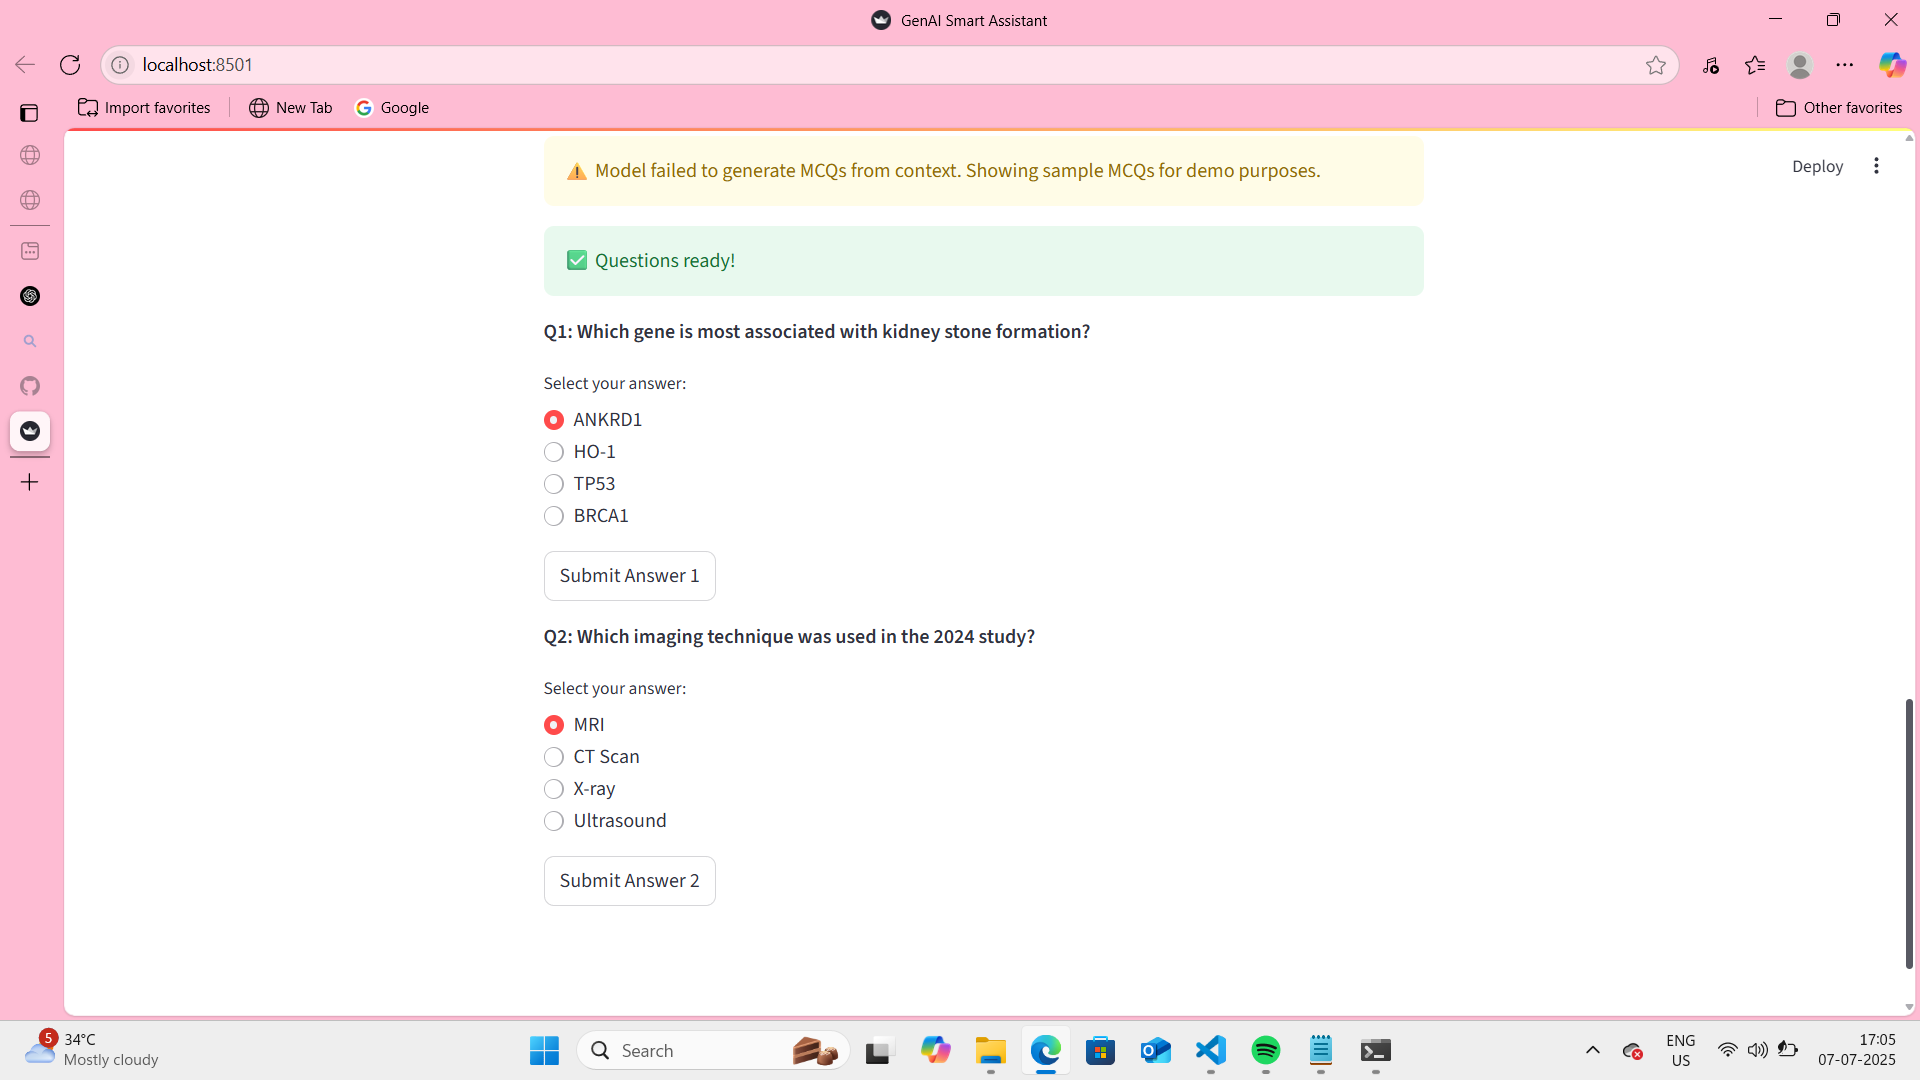 GenAI Smart Assistant
localhost:8501
Import favorites
New Tab
Google
Other favorites
Deploy
Model failed to generate MCQs from context. Showing sample MCQs for demo purposes.
Questions ready!
Q1: Which gene is most associated with kidney stone formation?
Select your answer:
ANKRD1
HO-1
TP53
BRCA1
Submit Answer 1
Q2: Which imaging technique was used in the 2024 study?
Select your answer:
MRI
CT Scan
X-ray
Ultrasound
Submit Answer 2
5
34°C
Mostly cloudy
Search
ENG
US
17:05
07-07-2025